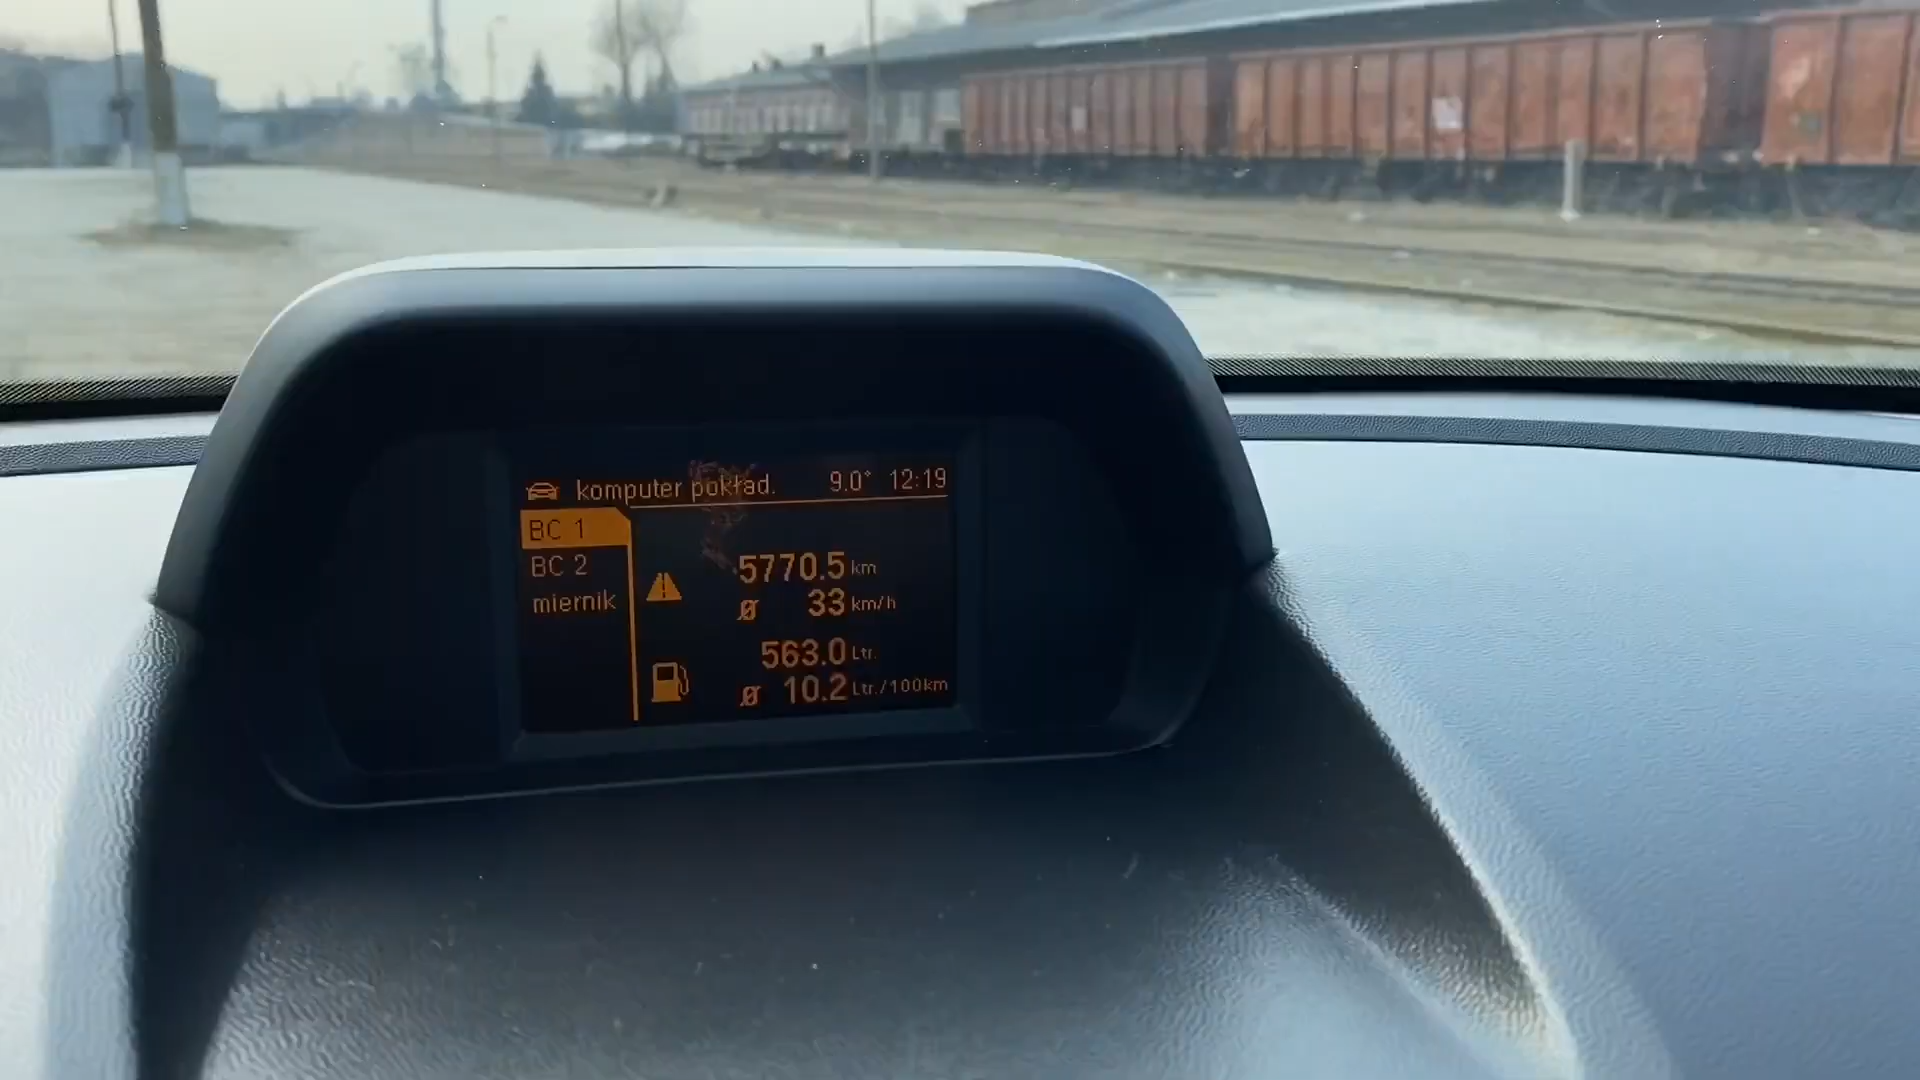 komputer pokład. 9.0° 12:19
BC 1
BC 2
miernik
5770.5 km
Ø 33 km/h
563.0 Ltr.
Ø 10.2 Ltr./100km